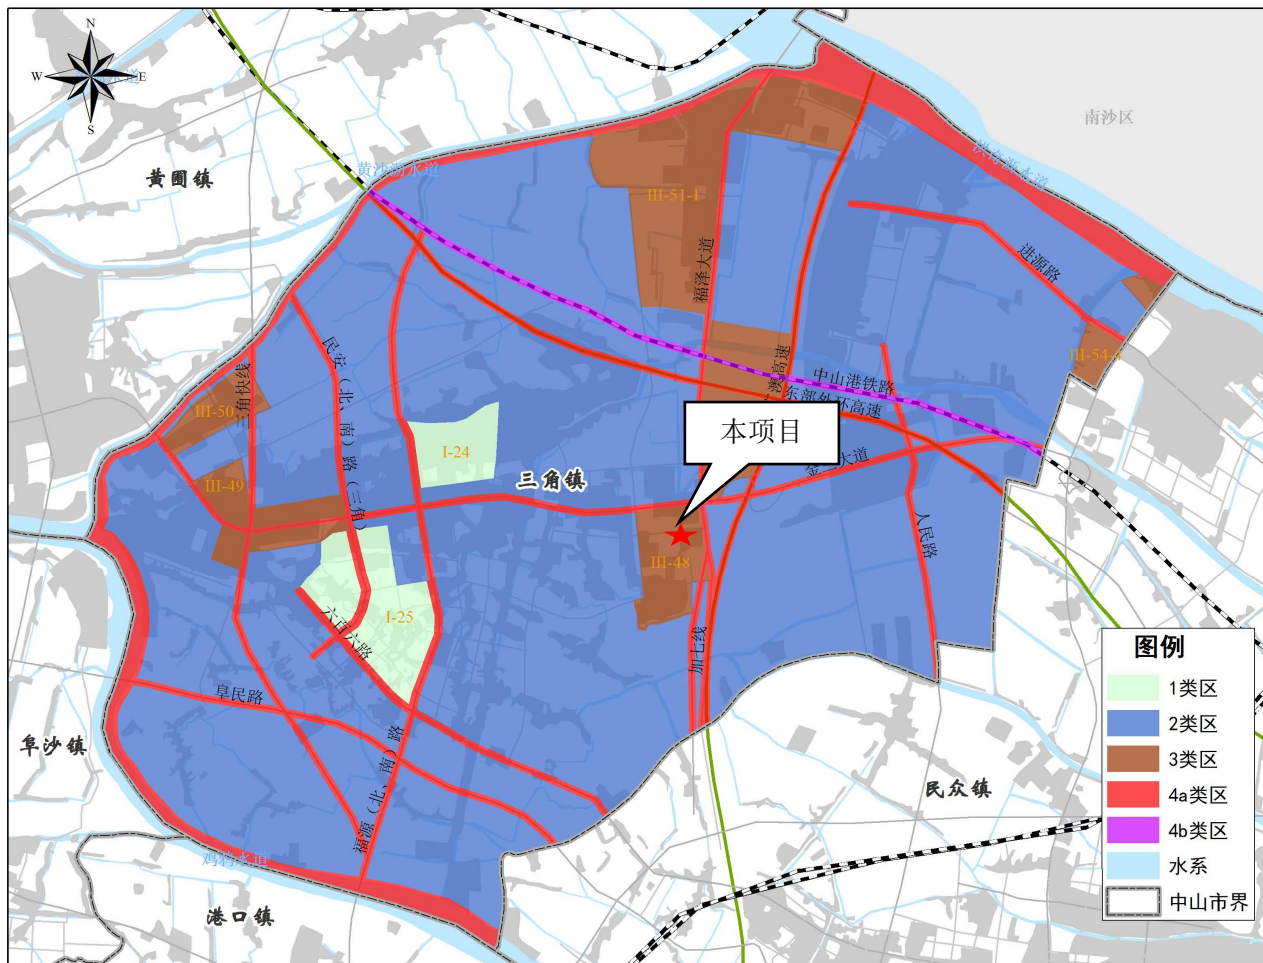 N
W
E
S
南沙区
黄圃镇
黄沙沥水道
洪奇沥水道
III-51-1
福泽大道
进源路
民安（北、南）路（三角）
三角快线
III-50
III-54-4
中山港铁路
澳高速
东部外环高速
本项目
I-24
三角镇
III-49
大道
人民路
III-48
I-25
六百六路
加七线
阜民路
福源（北、南）路
阜沙镇
民众镇
鸡鸦水道
港口镇
图例
1类区
2类区
3类区
4a类区
4b类区
水系
中山市界